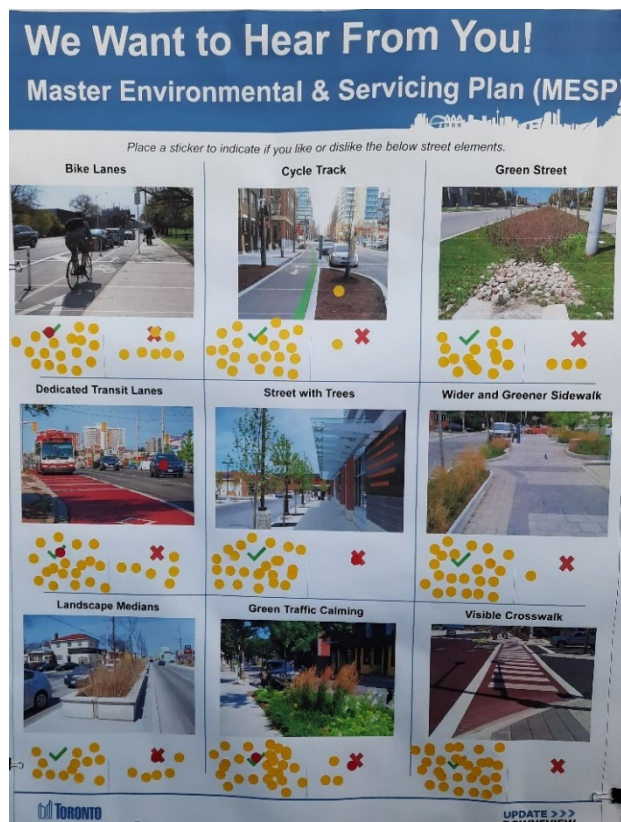 We Want to Hear From You!
Master Environmental & Servicing Plan (MESP
Place a sticker to indicate if you like or dislike the below street elements.
Bike Lanes
Cycle Track
Green Street
Dedicated Transit Lanes
Street with Trees
Wider and Greener Sidewalk
Landscape Medians
Green Traffic Calming
Visible Crosswalk
TORONTO
UPDATE >>>
DOWNSVIEW